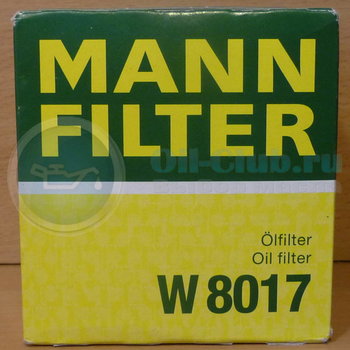 MANN
FILTER
Oil-Club.ru
Ölfilter
Oil filter
W 8017